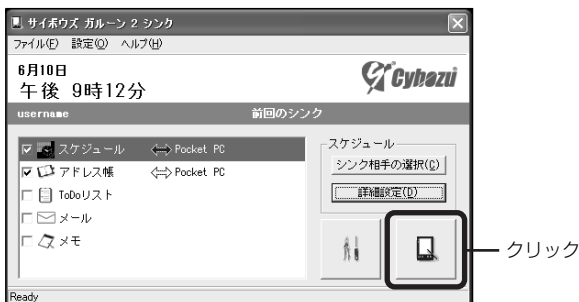 サイボウズ ガルーン 2 シンク
ファイル(F) 設定(O) ヘルプ(H)
6月10日
午後 9時12分
Cybozu
username 前回のシンク
スケジュール Pocket PC
アドレス帳 Pocket PC
ToDoリスト
メール
メモ
スケジュール
シンク相手の選択(C)
詳細設定(D)
クリック
Ready